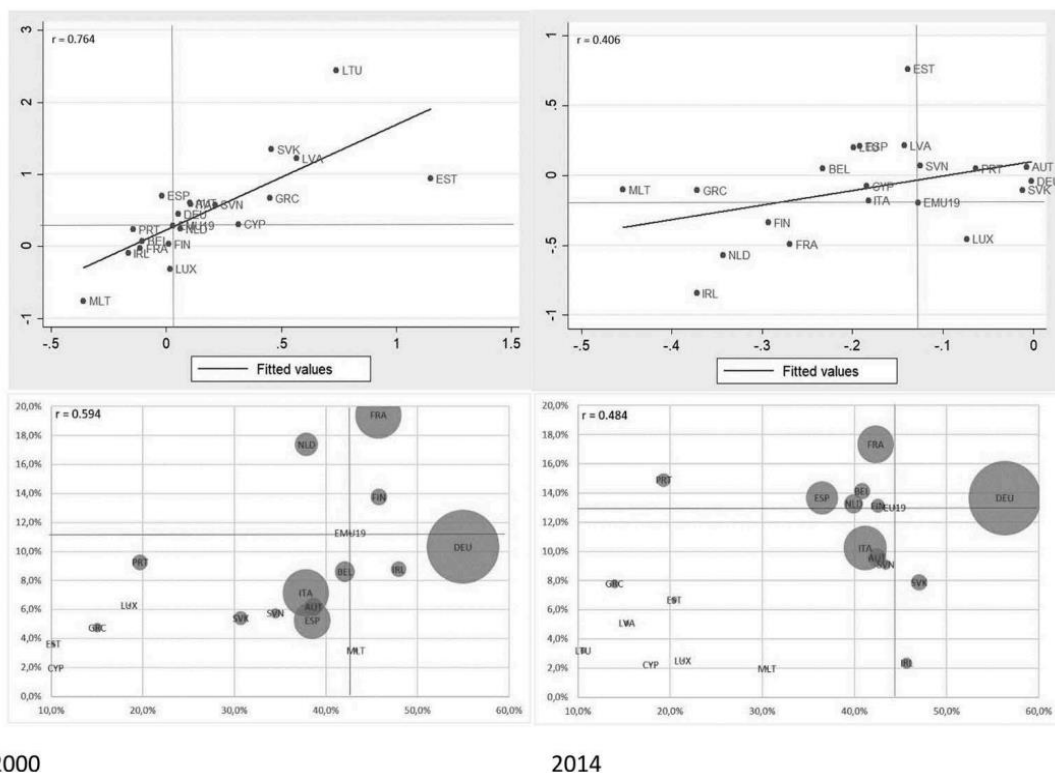 r = 0.764
3
2
1
0
-1
LTU
SVK
LVA
EST
ESP
GRC
SVN
DEU
PRT
EMU19
NLD
CYP
BEL
FRA
FIN
IRL
LUX
MLT
-.5
0
.5
1
1.5
Fitted values
r = 0.406
1
.5
0
-.5
-1
EST
ESP
LVA
BEL
SVN
PRT
AUT
DEU
SVK
MLT
GRC
CYP
ITA
EMU19
FIN
FRA
LUX
NLD
IRL
-.5
-.4
-.3
-.2
-.1
0
Fitted values
r = 0.594
20,0%
18,0%
16,0%
14,0%
12,0%
10,0%
8,0%
6,0%
4,0%
2,0%
0,0%
FRA
NLD
FIN
EMU19
DEU
PRT
BEL
IRL
ITA
LUX
AUT
SVK
SVN
ESP
GRC
EST
MLT
CYP
10,0%
20,0%
30,0%
40,0%
50,0%
60,0%
r = 0.484
20,0%
18,0%
16,0%
14,0%
12,0%
10,0%
8,0%
6,0%
4,0%
2,0%
0,0%
FRA
PRT
BEL
ESP
NLD
FIN
DEU
ITA
AUT
SVN
GRC
SVK
EST
LVA
LTU
CYP
LUX
MLT
IRL
10,0%
20,0%
30,0%
40,0%
50,0%
60,0%
2014